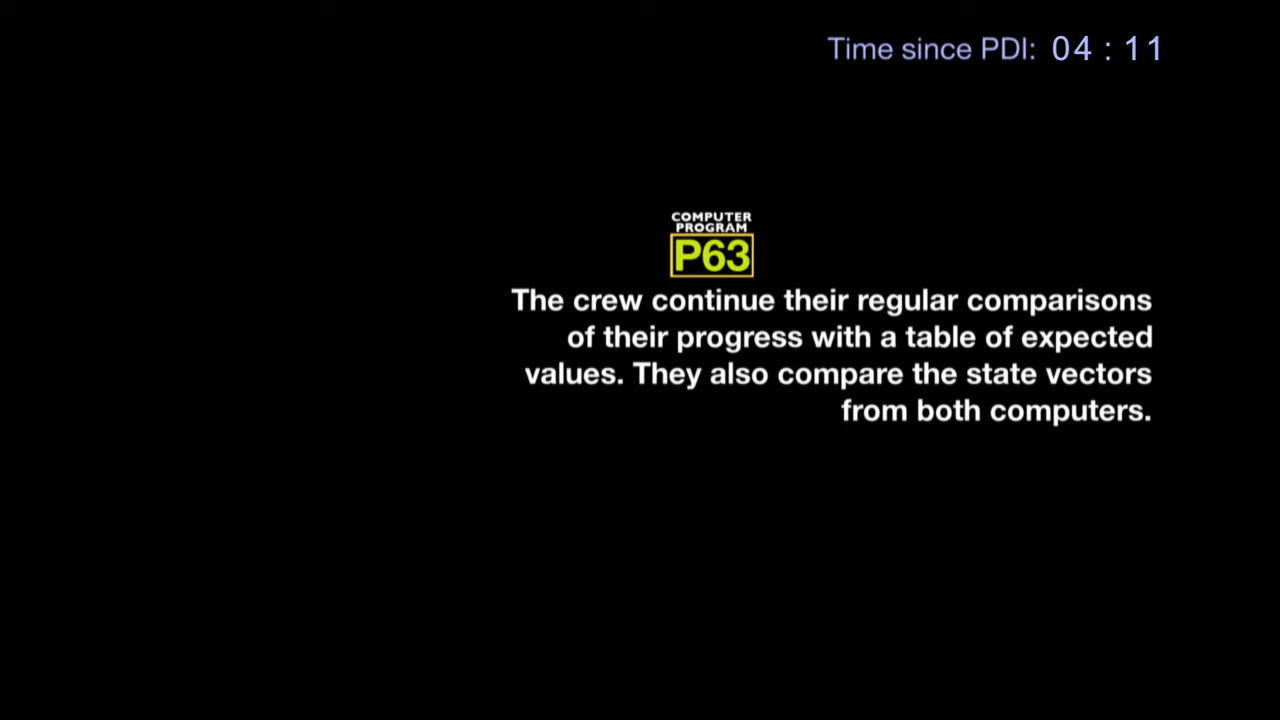 Time since PDI: 04 : 11
COMPUTER
PROGRAM
P63
The crew continue their regular comparisons
of their progress with a table of expected
values. They also compare the state vectors
from both computers.